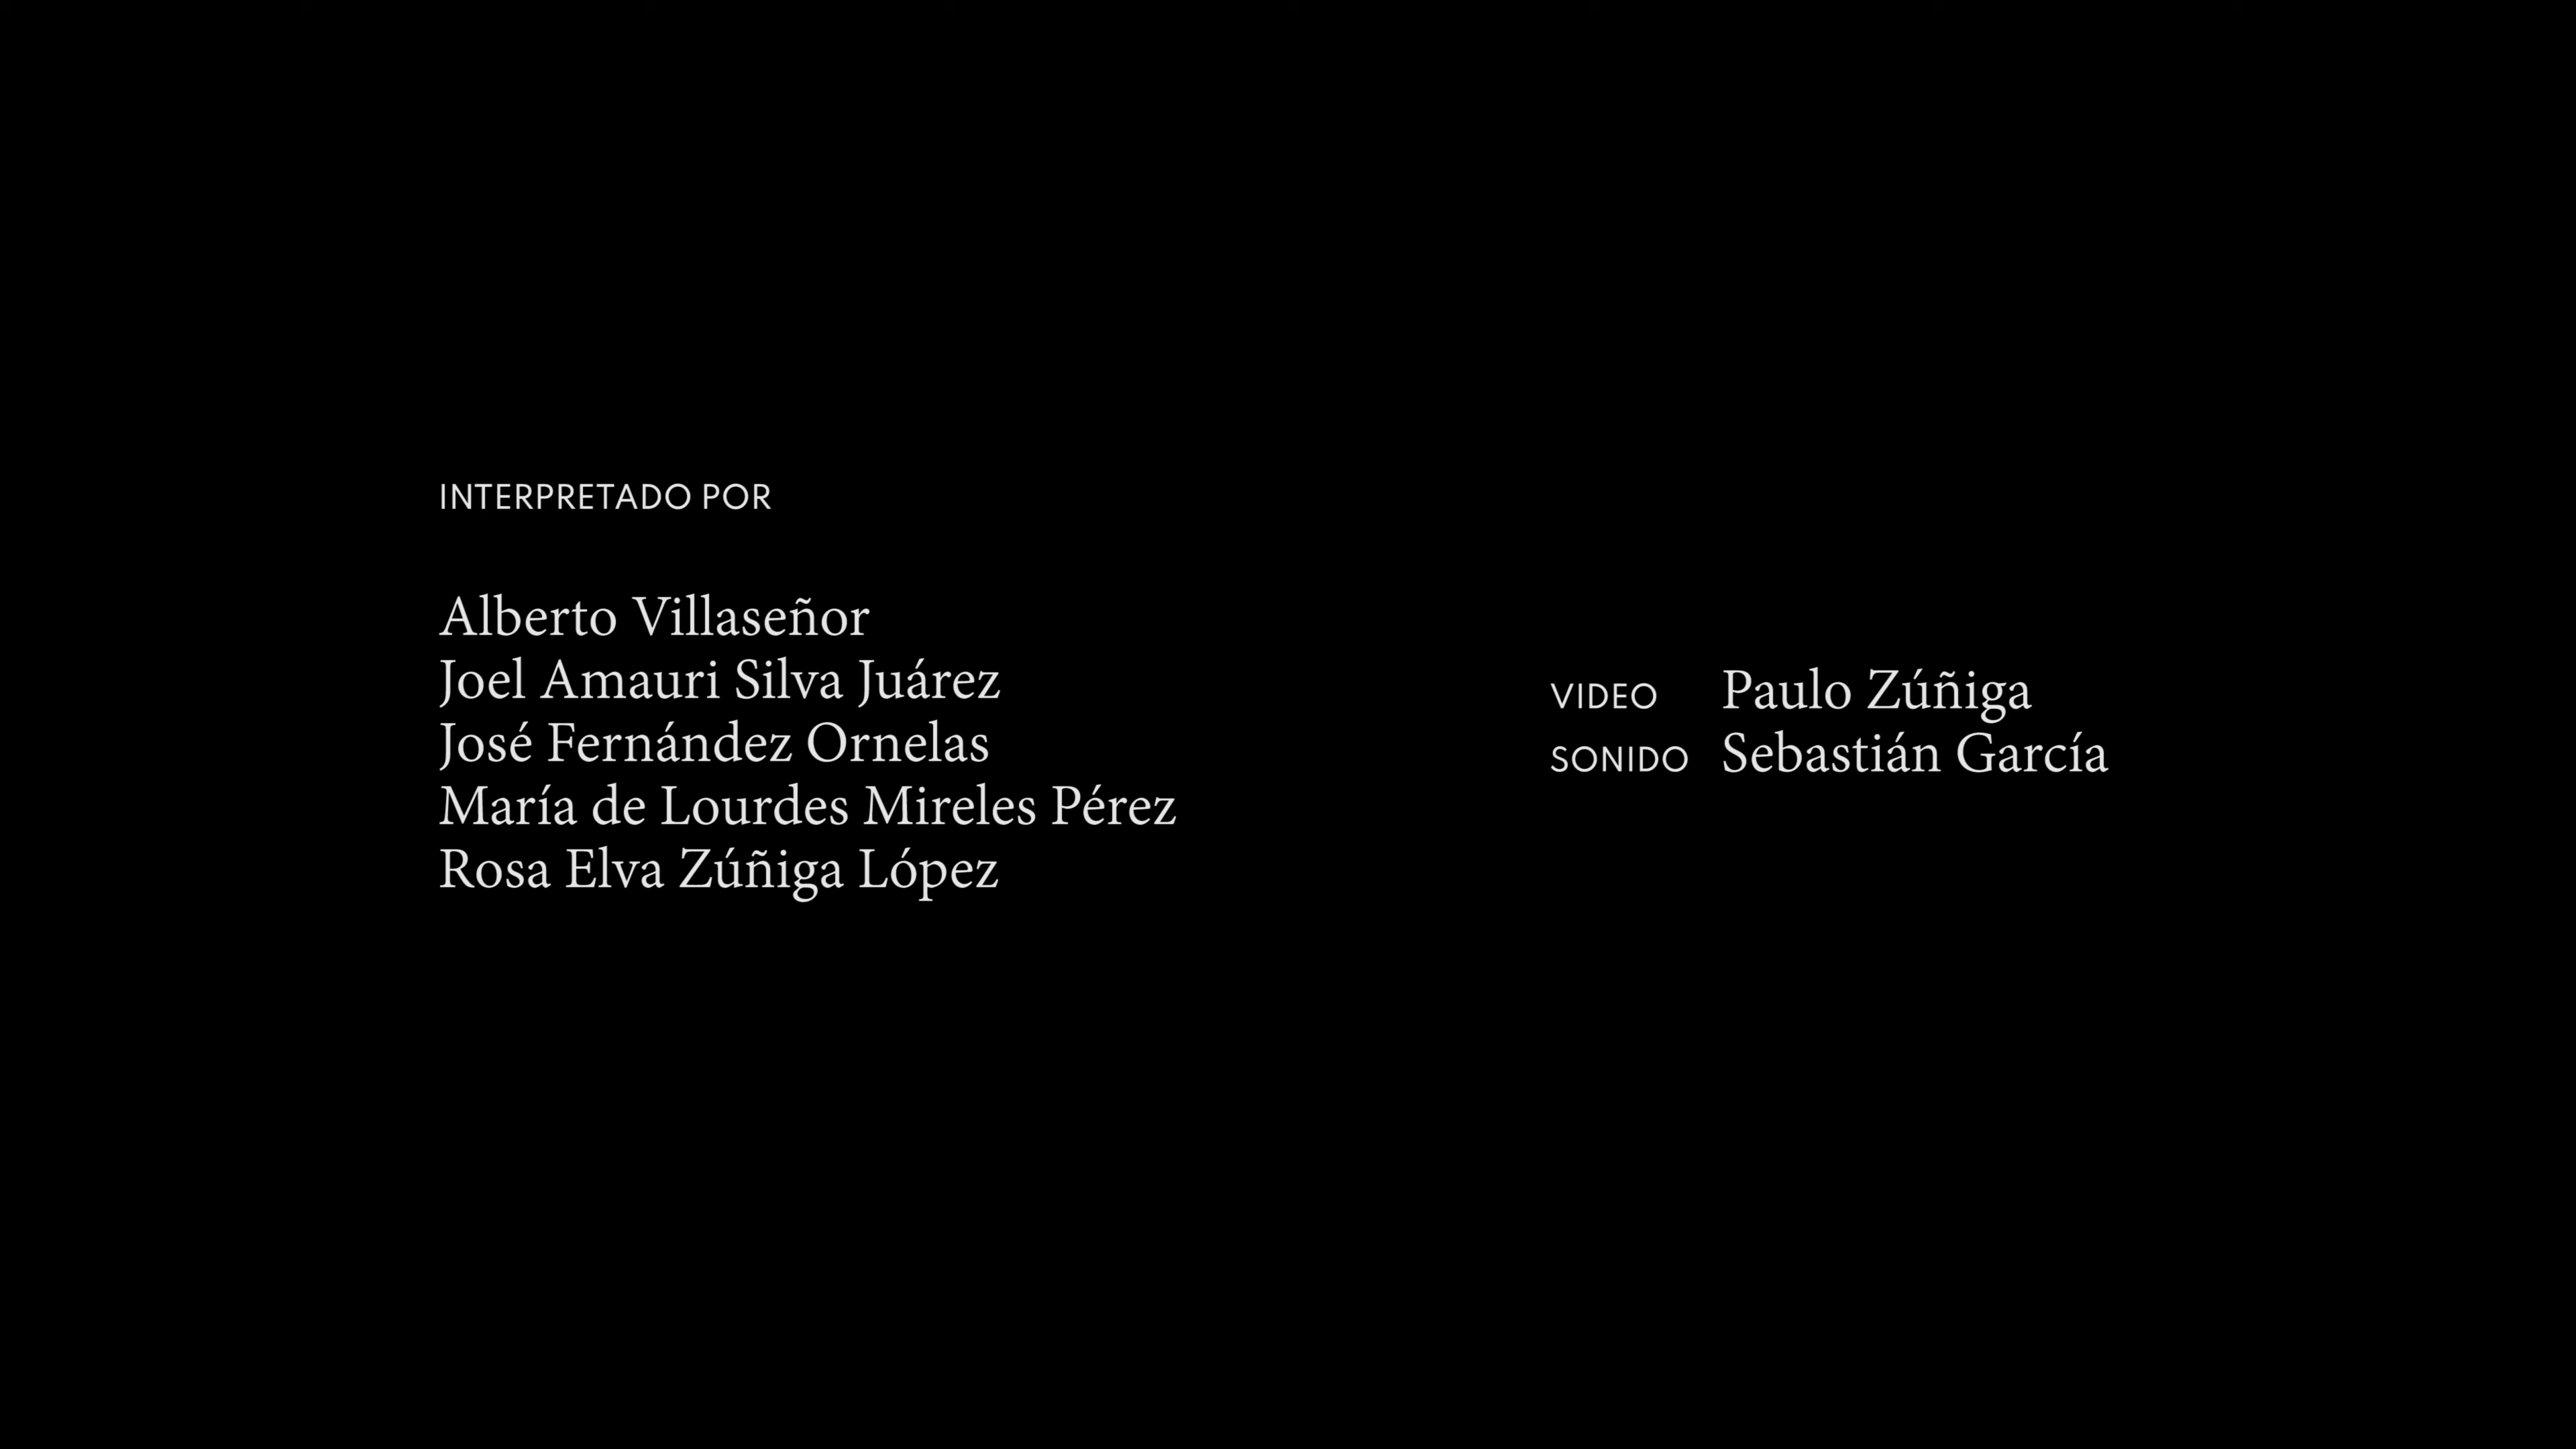 INTERPRETADO POR
Alberto Villaseñor
Joel Amauri Silva Juárez
José Fernández Ornelas
María de Lourdes Mireles Pérez
Rosa Elva Zúñiga López
VIDEO Paulo Zúñiga
SONIDO Sebastián García